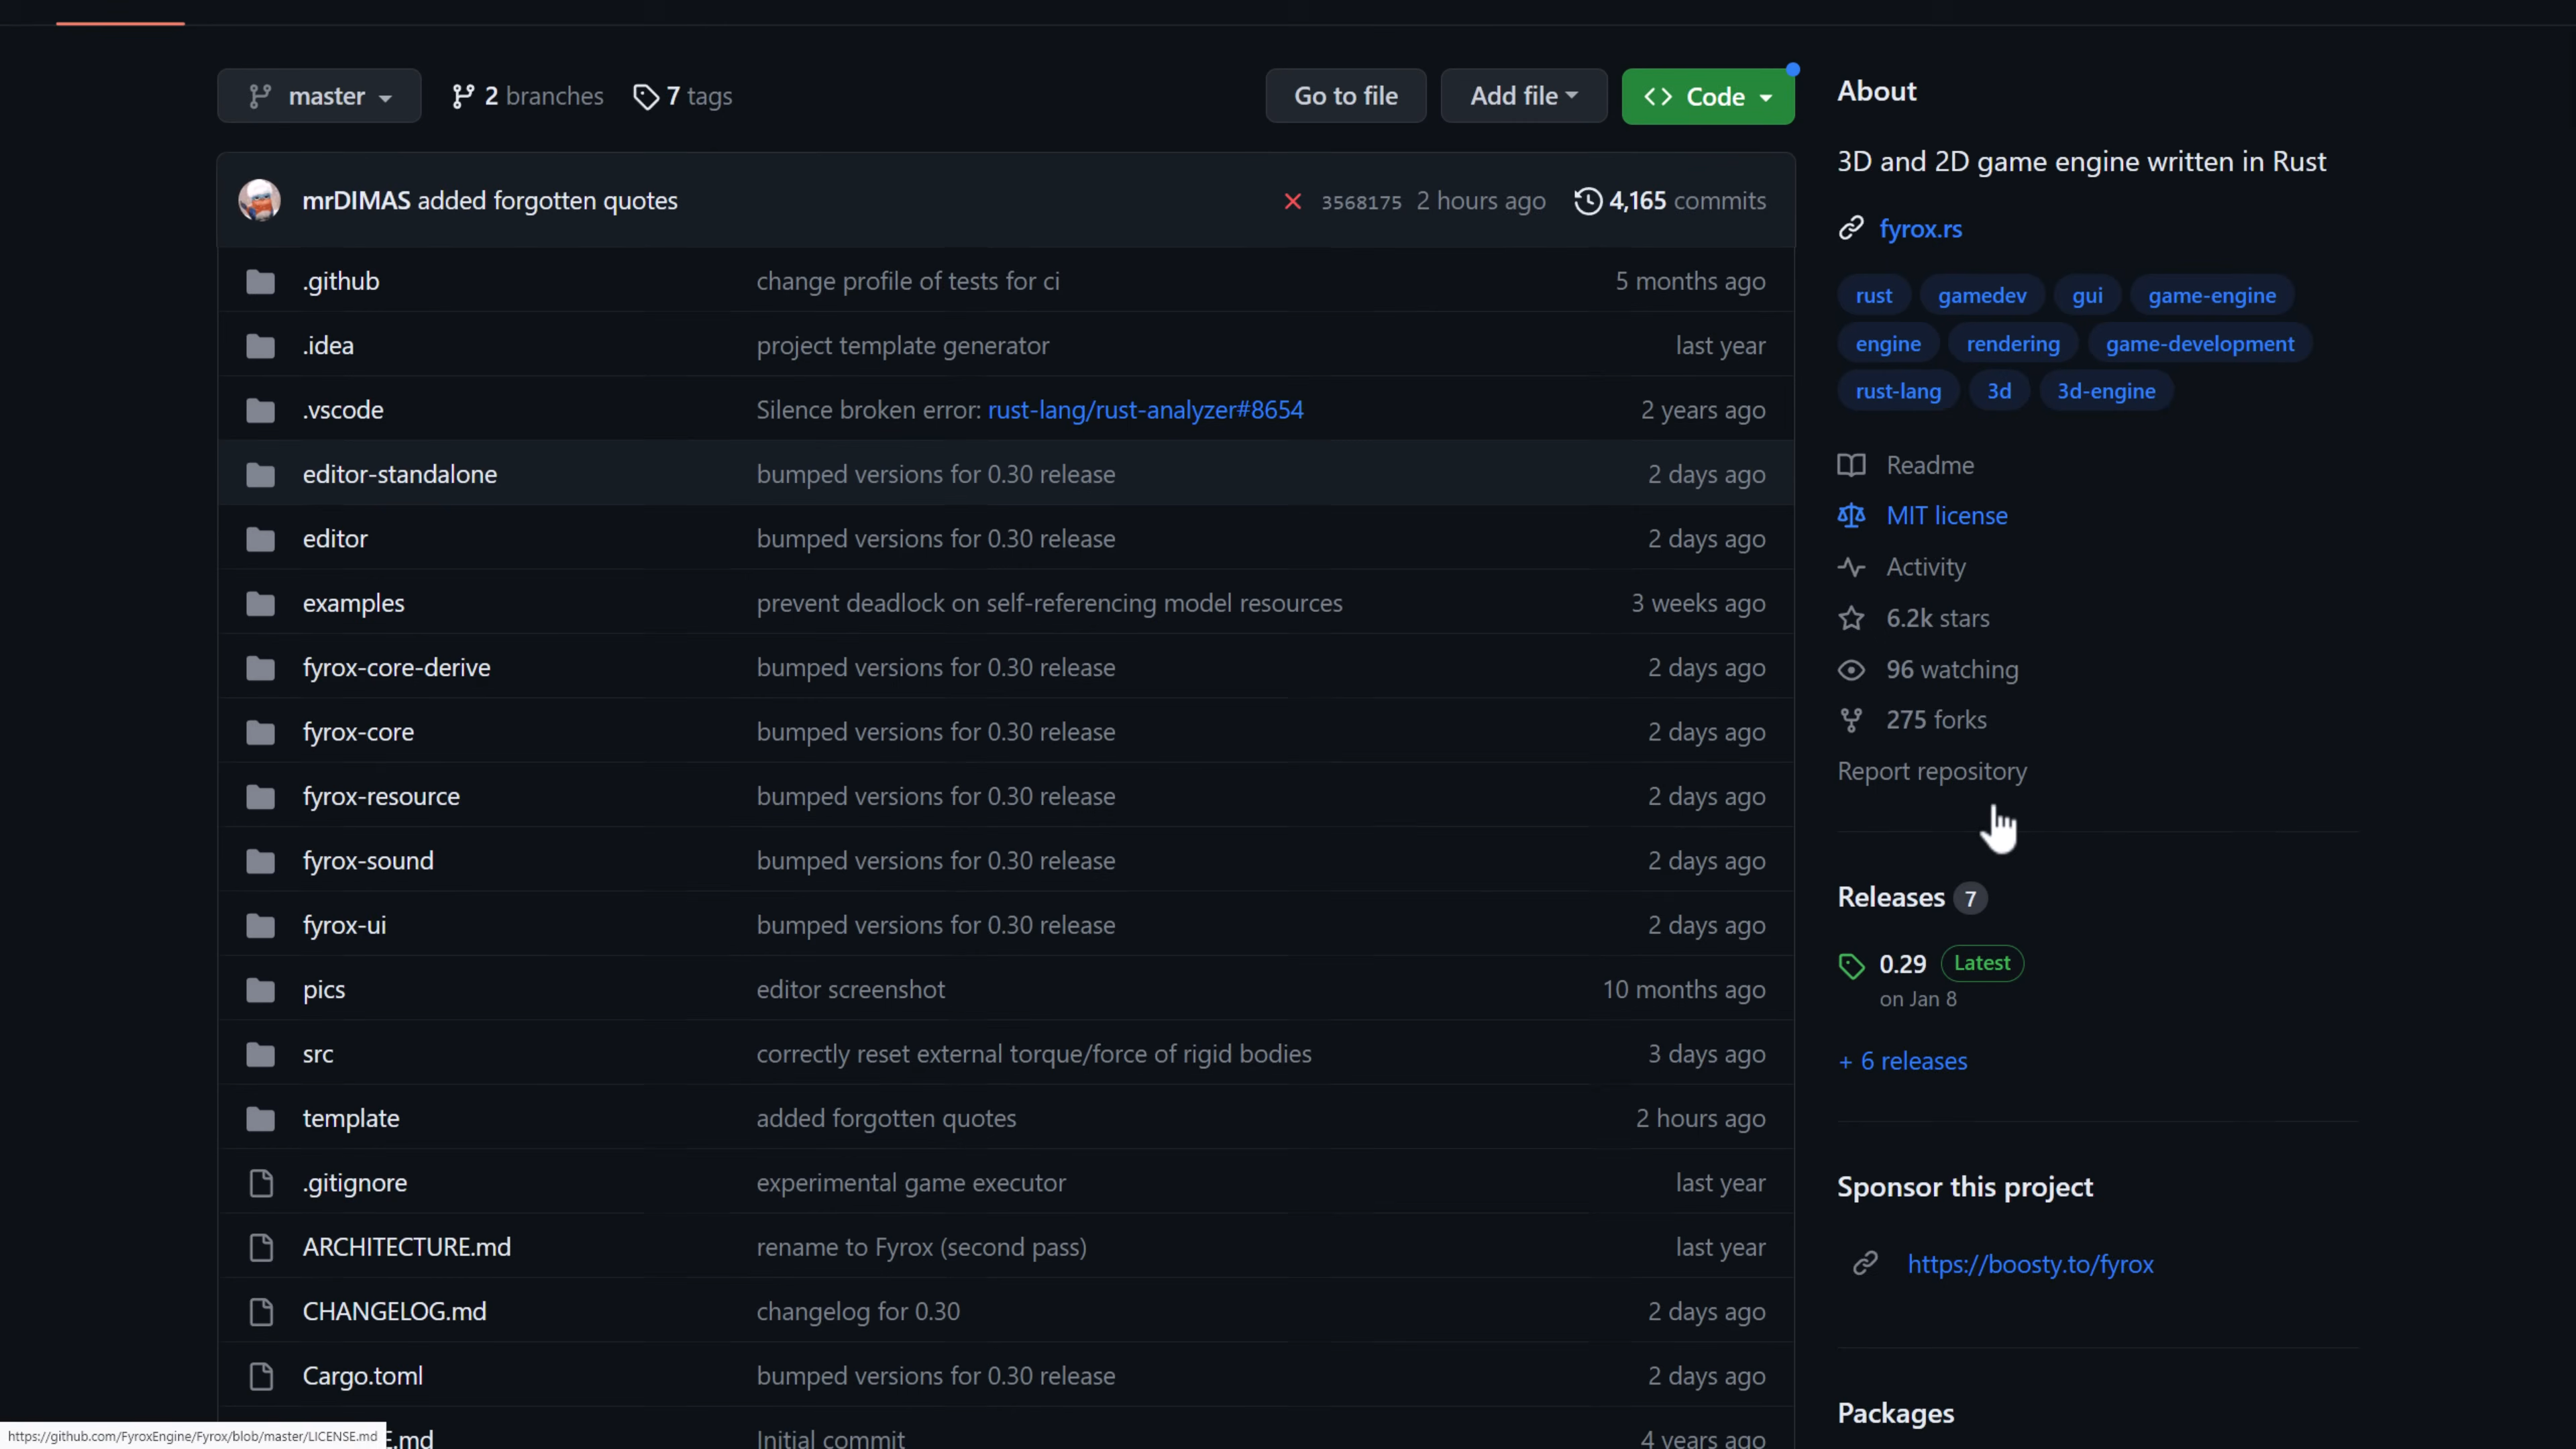 master
2 branches
7 tags
Go to file
Add file
<> Code
mrDIMAS added forgotten quotes
3568175 2 hours ago
4,165 commits
.github change profile of tests for ci 5 months ago
.idea project template generator last year
.vscode Silence broken error: rust-lang/rust-analyzer#8654 2 years ago
editor-standalone bumped versions for 0.30 release 2 days ago
editor bumped versions for 0.30 release 2 days ago
examples prevent deadlock on self-referencing model resources 3 weeks ago
fyrox-core-derive bumped versions for 0.30 release 2 days ago
fyrox-core bumped versions for 0.30 release 2 days ago
fyrox-resource bumped versions for 0.30 release 2 days ago
fyrox-sound bumped versions for 0.30 release 2 days ago
fyrox-ui bumped versions for 0.30 release 2 days ago
pics editor screenshot 10 months ago
src correctly reset external torque/force of rigid bodies 3 days ago
template added forgotten quotes 2 hours ago
.gitignore experimental game executor last year
ARCHITECTURE.md rename to Fyrox (second pass) last year
CHANGELOG.md changelog for 0.30 2 days ago
Cargo.toml bumped versions for 0.30 release 2 days ago
.md Initial commit 4 years ago
https://github.com/FyroxEngine/Fyrox/blob/master/LICENSE.md
About
3D and 2D game engine written in Rust
fyrox.rs
rust gamedev gui game-engine
engine rendering game-development
rust-lang 3d 3d-engine
Readme
MIT license
Activity
6.2k stars
96 watching
275 forks
Report repository
Releases 7
0.29 Latest
on Jan 8
+ 6 releases
Sponsor this project
https://boosty.to/fyrox
Packages